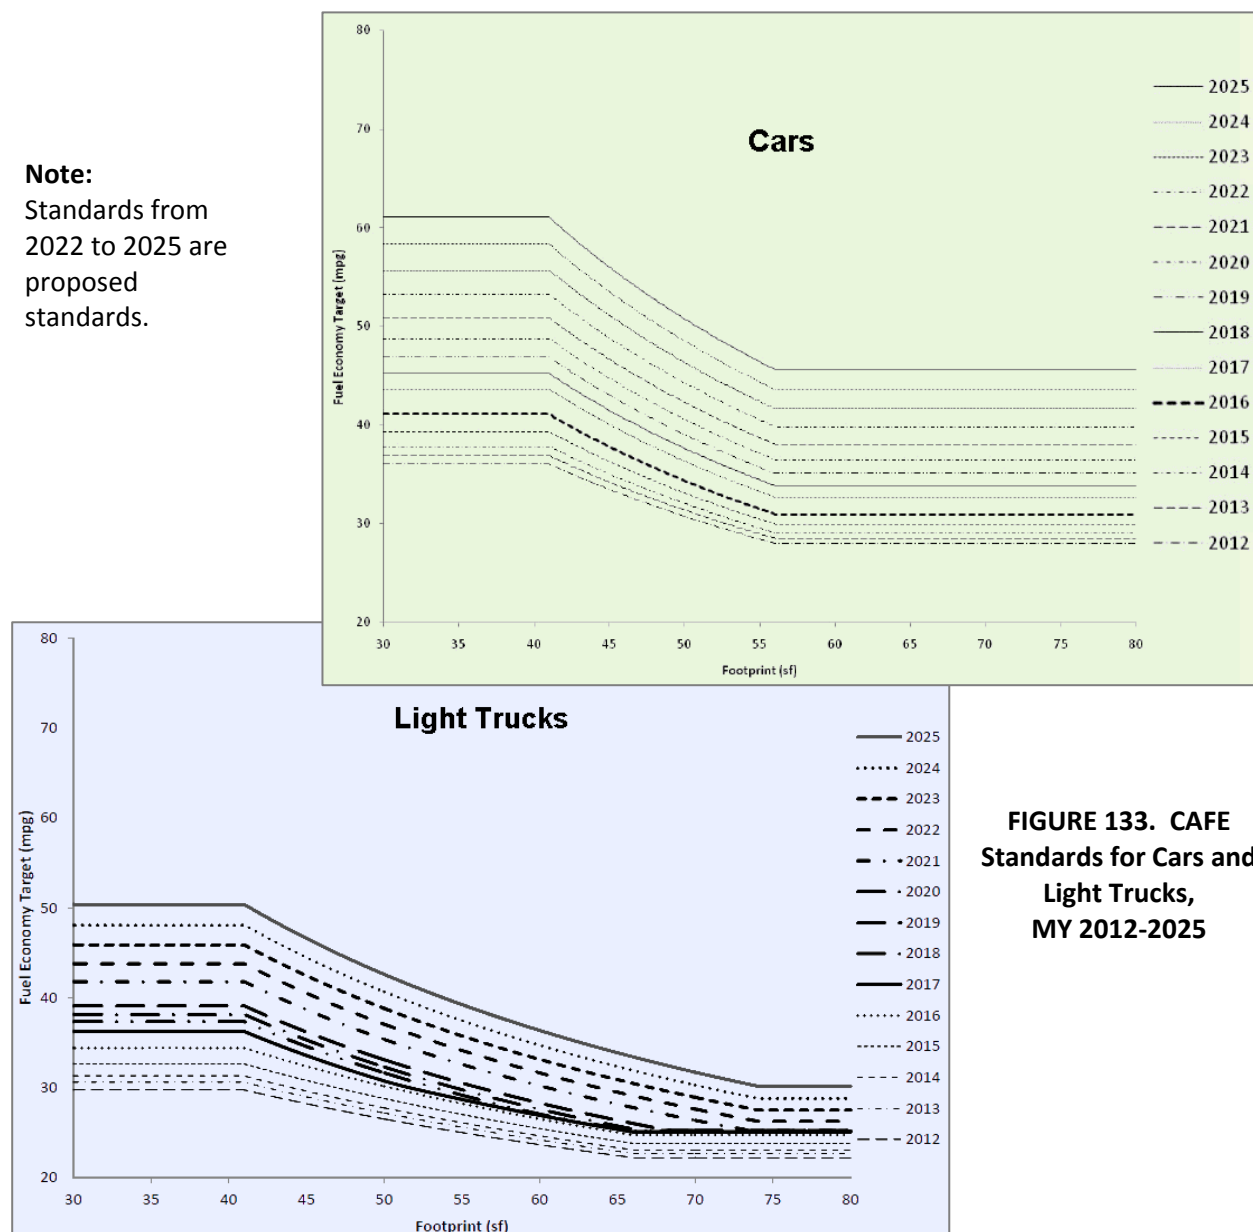 Note:
Standards from
2022 to 2025 are
proposed
standards.
Cars
Fuel Economy Target (mpg)
80
70
60
50
40
30
20
30 35 40 45 50 55 60 65 70 75 80
Footprint (sf)
2025
2024
2023
2022
2021
2020
2019
2018
2017
2016
2015
2014
2013
2012
Light Trucks
Fuel Economy Target (mpg)
80
70
60
50
40
30
20
30 35 40 45 50 55 60 65 70 75 80
Footprint (sf)
2025
2024
2023
2022
2021
2020
2019
2018
2017
2016
2015
2014
2013
2012
FIGURE 133. CAFE
Standards for Cars and
Light Trucks,
MY 2012-2025